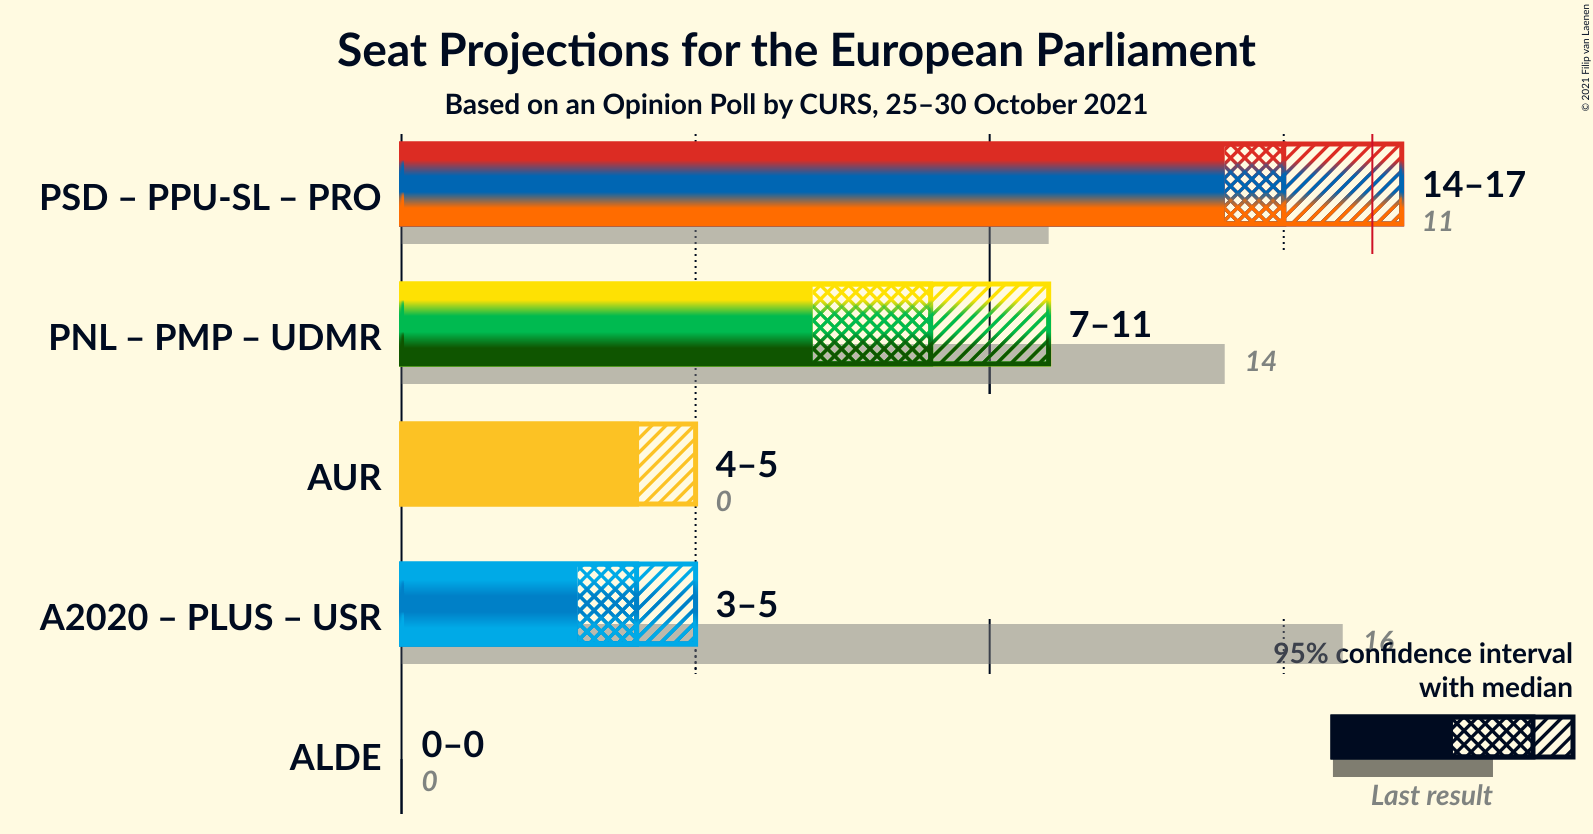 Seat Projections for the European Parliament
Based on an Opinion Poll by CURS, 25–30 October 2021
© 2021 Filip van Laenen
PSD – PPU-SL – PRO
14–17
11
PNL – PMP – UDMR
7–11
14
AUR
4–5
0
A2020 – PLUS – USR
3–5
16
95% confidence interval
with median
Last result
ALDE
0–0
0